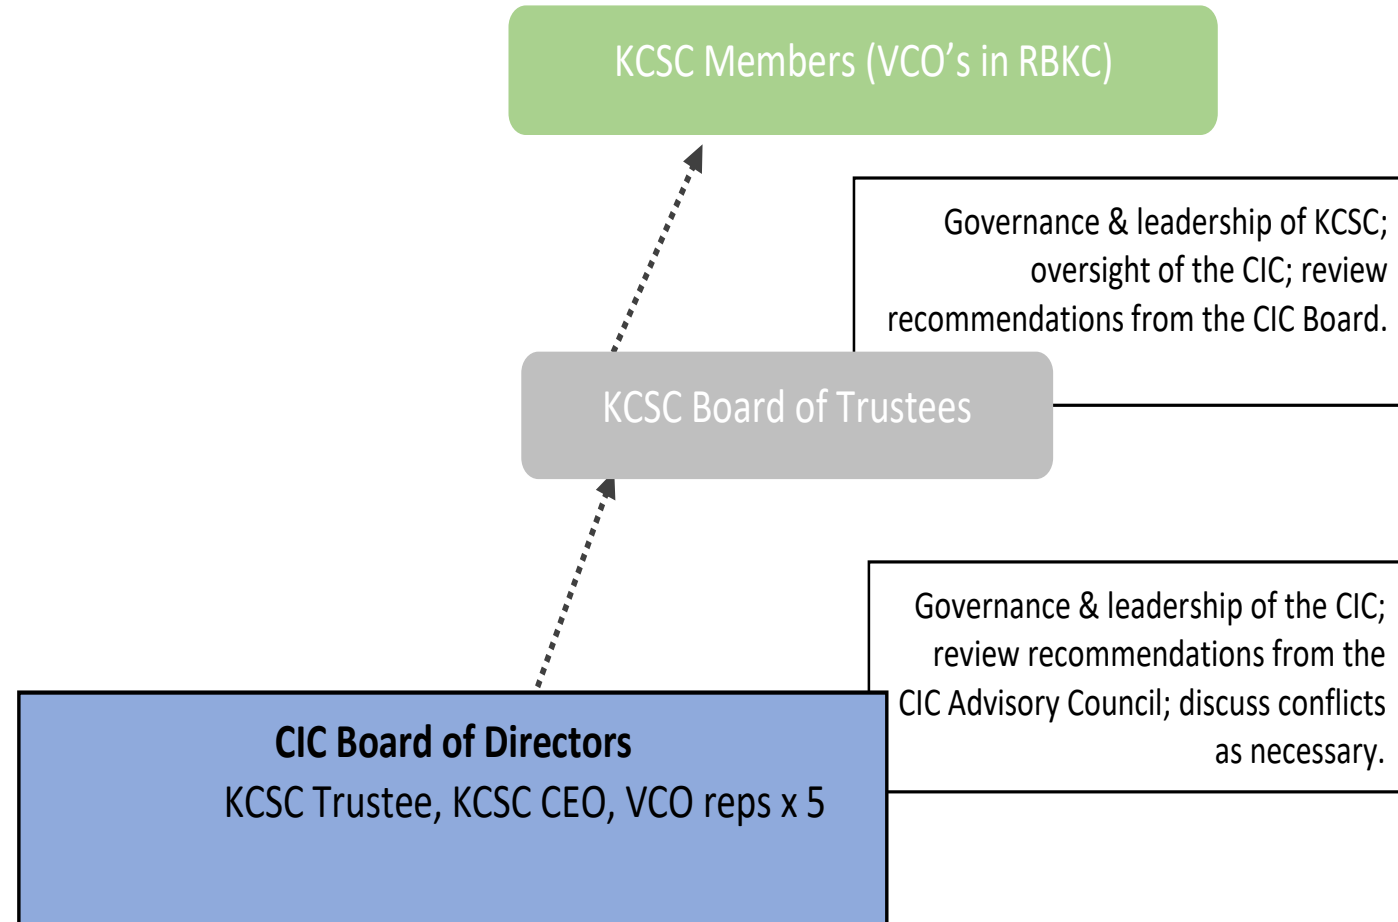 KCSC Members (VCO’s in RBKC)
Governance & leadership of KCSC;
oversight of the CIC; review
recommendations from the CIC Board.
KCSC Board of Trustees
Governance & leadership of the CIC;
review recommendations from the
CIC Advisory Council; discuss conflicts
as necessary.
CIC Board of Directors
KCSC Trustee, KCSC CEO, VCO reps x 5